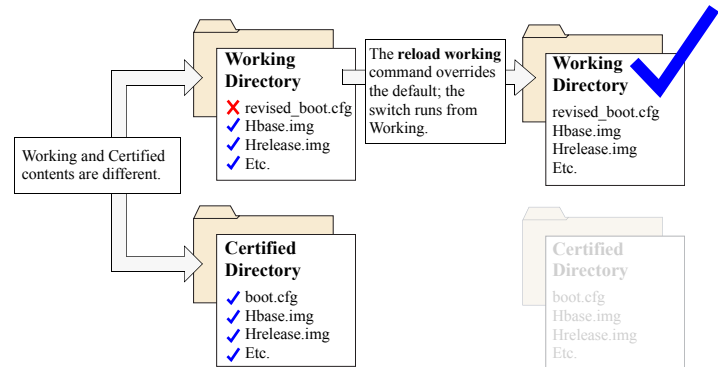 Working and Certified
contents are different.
Working
Directory
revised_boot.cfg
Hbase.img
Hrelease.img
Etc.
Certified
Directory
boot.cfg
Hbase.img
Hrelease.img
Etc.
The reload working
command overrides
the default; the
switch runs from
Working.
Working
Directory
revised_boot.cfg
Hbase.img
Hrelease.img
Etc.
Certified
Directory
boot.cfg
Hbase.img
Hrelease.img
Etc.